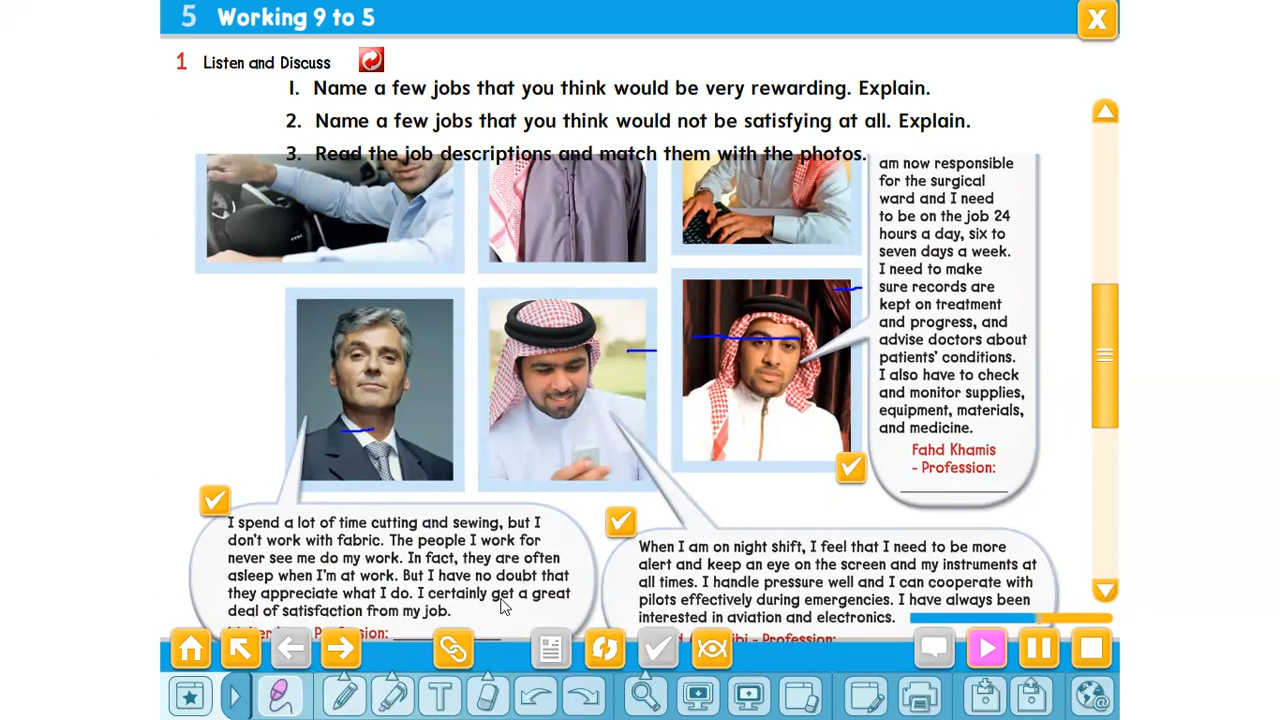 5 Working 9 to 5
X
1 Listen and Discuss
1. Name a few jobs that you think would be very rewarding. Explain.
2. Name a few jobs that you think would not be satisfying at all. Explain.
3. Read the job descriptions and match them with the photos.
am now responsible
for the surgical
ward and I need
to be on the job 24
hours a day, six to
seven days a week.
I need to make
sure records are
kept on treatment
and progress, and
advise doctors about
patients' conditions.
I also have to check
and monitor supplies,
equipment, materials,
and medicine.
Fahd Khamis
- Profession:
I spend a lot of time cutting and sewing, but I
don't work with fabric. The people I work for
never see me do my work. In fact, they are often
asleep when I'm at work. But I have no doubt that
they appreciate what I do. I certainly get a great
deal of satisfaction from my job.
When I am on night shift, I feel that I need to be more
alert and keep an eye on the screen and my instruments at
all times. I handle pressure well and I can cooperate with
pilots effectively during emergencies. I have always been
interested in aviation and electronics.
- Profession:
T